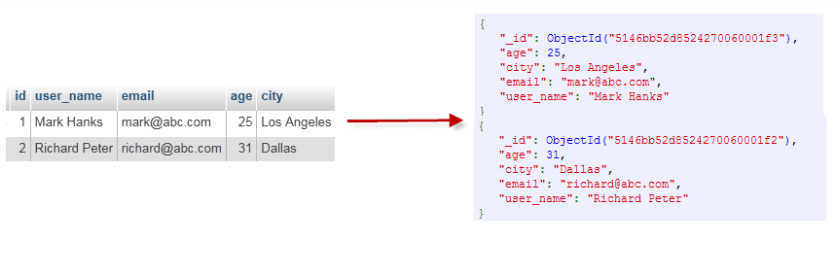 id user_name email age city
1 Mark Hanks mark@abc.com 25 Los Angeles
2 Richard Peter richard@abc.com 31 Dallas
{
"_id": ObjectId("5146bb52d8524270060001f3"),
"age": 25,
"city": "Los Angeles",
"email": "mark@abc.com",
"user_name": "Mark Hanks"
}
{
"_id": ObjectId("5146bb52d8524270060001f2"),
"age": 31,
"city": "Dallas",
"email": "richard@abc.com",
"user_name": "Richard Peter"
}